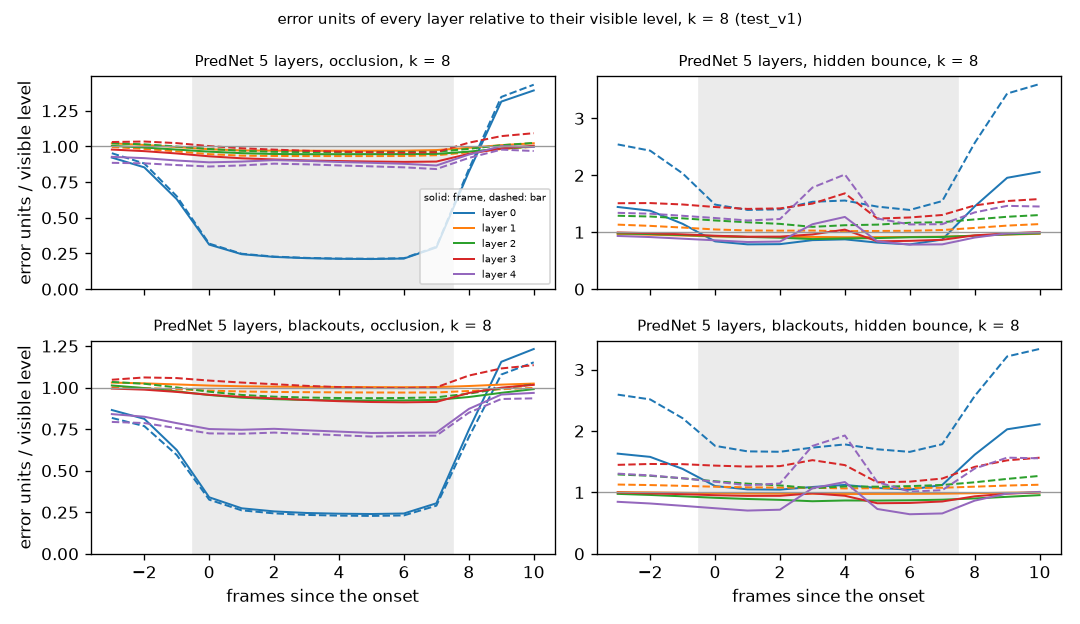 error units of every layer relative to their visible level, k = 8 (test_v1)
PredNet 5 layers, occlusion, k = 8
error units / visible level
1.25
1.00
0.75
0.50
0.25
0.00
solid: frame, dashed: bar
layer 0
layer 1
layer 2
layer 3
layer 4
PredNet 5 layers, hidden bounce, k = 8
3
2
1
0
PredNet 5 layers, blackouts, occlusion, k = 8
error units / visible level
1.25
1.00
0.75
0.50
0.25
0.00
−2 0 2 4 6 8 10
frames since the onset
PredNet 5 layers, blackouts, hidden bounce, k = 8
3
2
1
0
−2 0 2 4 6 8 10
frames since the onset